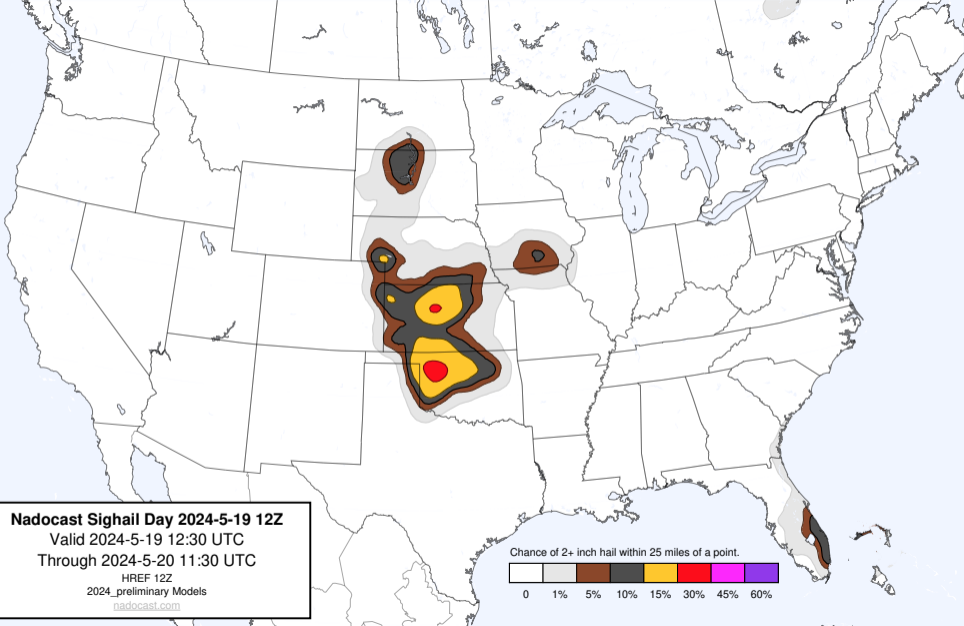 Nadocast Sighail Day 2024-5-19 12Z
Valid 2024-5-19 12:30 UTC
Through 2024-5-20 11:30 UTC
HREF 12Z
2024_preliminary Models
nadocast.com
Chance of 2+ inch hail within 25 miles of a point.
0 1% 5% 10% 15% 30% 45% 60%